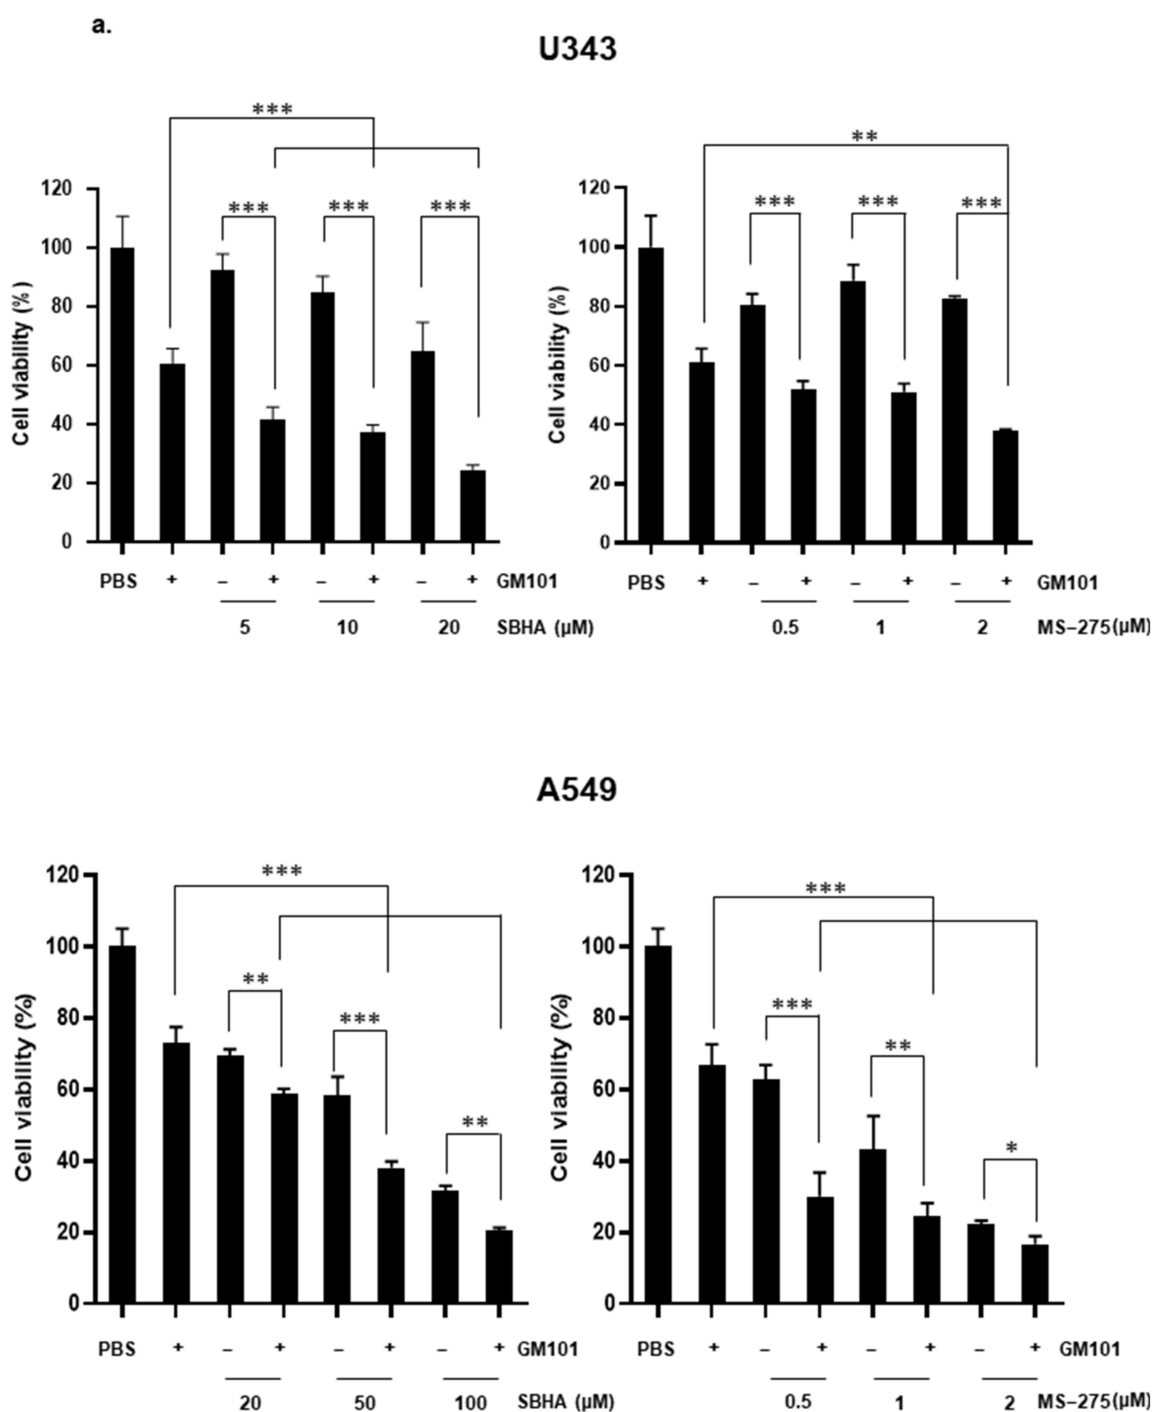 a.
U343
***
*** *** ***
120
100
80
60
40
20
0
Cell viability (%)
PBS + – + – + – + GM101
5 10 20 SBHA (µM)
**
*** *** ***
120
100
80
60
40
20
0
Cell viability (%)
PBS + – + – + – + GM101
0.5 1 2 MS–275(µM)
A549
***
**
***
**
120
100
80
60
40
20
0
Cell viability (%)
PBS + – + – + – + GM101
20 50 100 SBHA (µM)
***
***
**
*
120
100
80
60
40
20
0
Cell viability (%)
PBS + – + – + – + GM101
0.5 1 2 MS–275(µM)